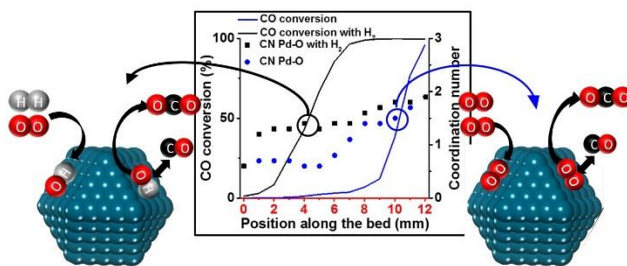 CO conversion
CO conversion with H₂
CN Pd-O with H₂
CN Pd-O
CO conversion (%)
100
50
0
Coordination number
3
2
1
0
0 2 4 6 8 10 12
Position along the bed (mm)
H H
O O
O C O
C O
O H
O H
O O
O O
O C O
C O
O O
O O